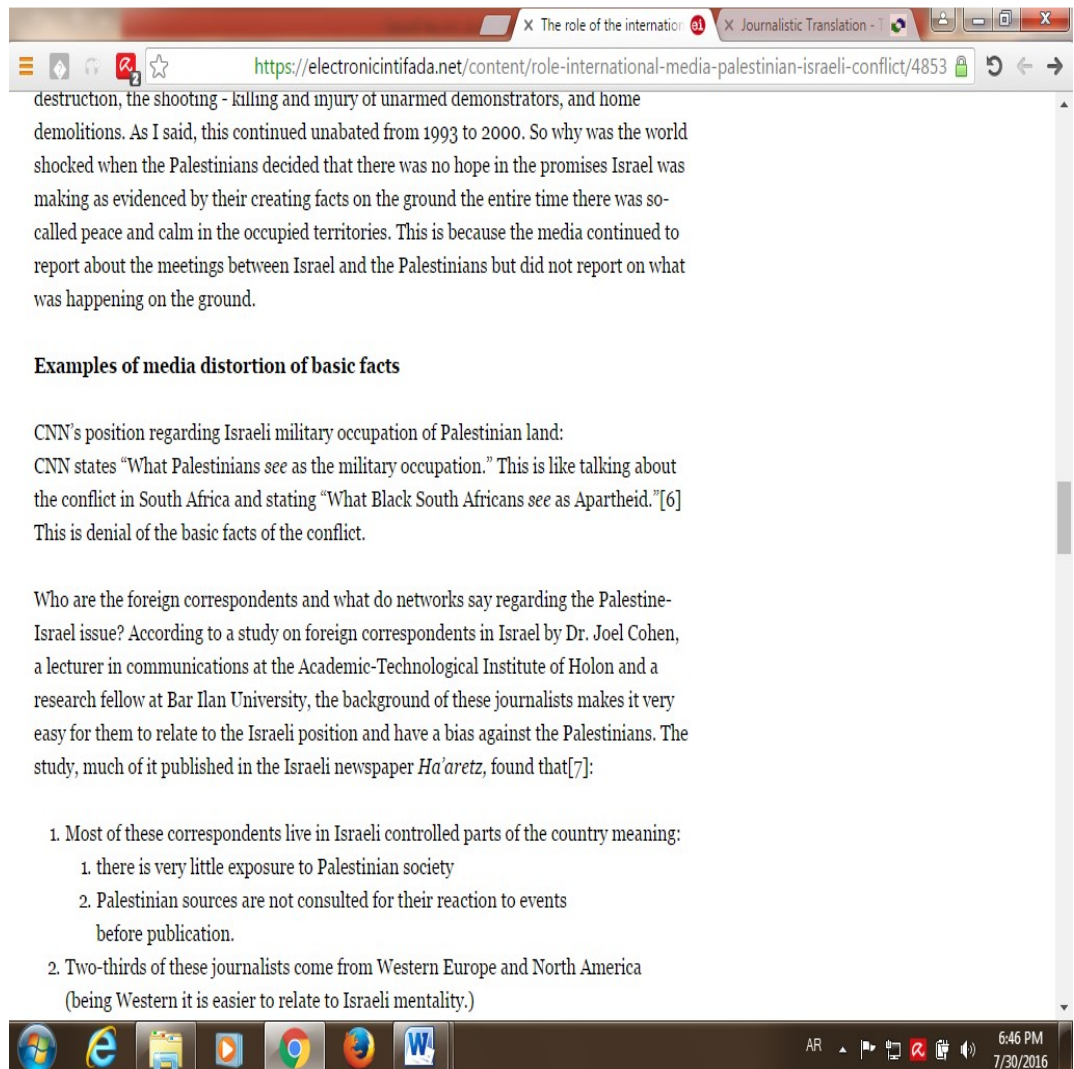 The role of the internation
Journalistic Translation - T
https://electronicintifada.net/content/role-international-media-palestinian-israeli-conflict/4853
2
destruction, the shooting - killing and injury of unarmed demonstrators, and home
demolitions. As I said, this continued unabated from 1993 to 2000. So why was the world
shocked when the Palestinians decided that there was no hope in the promises Israel was
making as evidenced by their creating facts on the ground the entire time there was so-
called peace and calm in the occupied territories. This is because the media continued to
report about the meetings between Israel and the Palestinians but did not report on what
was happening on the ground.
Examples of media distortion of basic facts
CNN’s position regarding Israeli military occupation of Palestinian land:
CNN states “What Palestinians see as the military occupation.” This is like talking about
the conflict in South Africa and stating “What Black South Africans see as Apartheid.”[6]
This is denial of the basic facts of the conflict.
Who are the foreign correspondents and what do networks say regarding the Palestine-
Israel issue? According to a study on foreign correspondents in Israel by Dr. Joel Cohen,
a lecturer in communications at the Academic-Technological Institute of Holon and a
research fellow at Bar Ilan University, the background of these journalists makes it very
easy for them to relate to the Israeli position and have a bias against the Palestinians. The
study, much of it published in the Israeli newspaper Ha’aretz, found that[7]:
1. Most of these correspondents live in Israeli controlled parts of the country meaning:
1. there is very little exposure to Palestinian society
2. Palestinian sources are not consulted for their reaction to events
before publication.
2. Two-thirds of these journalists come from Western Europe and North America
(being Western it is easier to relate to Israeli mentality.)
AR
6:46 PM
7/30/2016